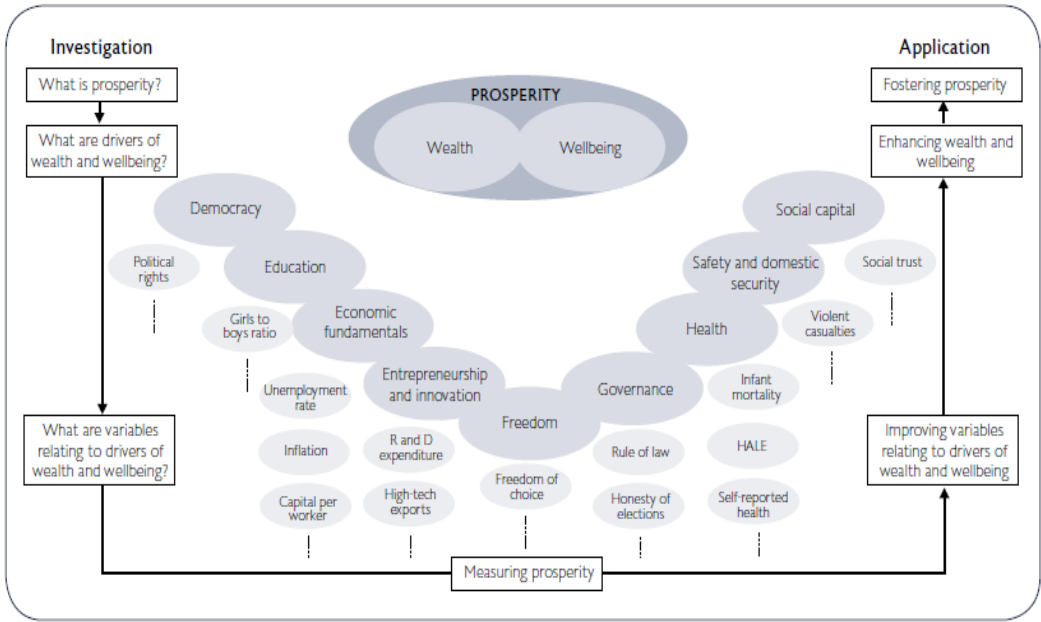 Investigation
What is prosperity?
What are drivers of
wealth and wellbeing?
What are variables
relating to drivers of
wealth and wellbeing?
PROSPERITY
Wealth
Wellbeing
Democracy
Education
Economic
fundamentals
Entrepreneurship
and innovation
Freedom
Governance
Health
Safety and domestic
security
Social capital
Political
rights
Girls to
boys ratio
Unemployment
rate
Inflation
Capital per
worker
R and D
expenditure
High-tech
exports
Freedom of
choice
Rule of law
Honesty of
elections
Infant
mortality
HALE
Self-reported
health
Violent
casualties
Social trust
Measuring prosperity
Application
Fostering prosperity
Enhancing wealth and
wellbeing
Improving variables
relating to drivers of
wealth and wellbeing